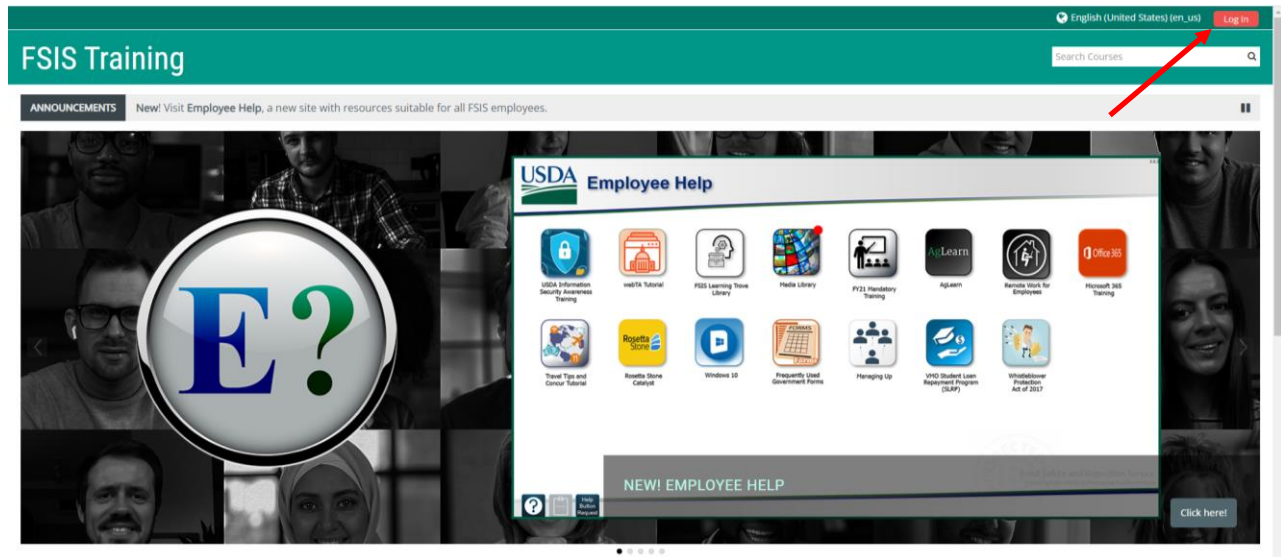 English (United States) (en_us)
Log In
FSIS Training
Search Courses
ANNOUNCEMENTS New! Visit Employee Help, a new site with resources suitable for all FSIS employees.
USDA Employee Help
E?
USDA Information
Security Awareness
Training
webTA Tutorial
FSIS Learning Trove
Library
Media Library
FY21 Mandatory
Training
AgLearn
AgLearn
Remote Work for
Employees
Office 365
Microsoft 365
Training
Travel Tips and
Concur Tutorial
Rosetta
Stone
Rosetta Stone
Catalyst
Windows 10
FORMS
Frequently Used
Government Forms
Managing Up
VMO Student Loan
Repayment Program
(SLRP)
Whistleblower
Protection
Act of 2017
NEW! EMPLOYEE HELP
?
Help
Button
Request
Click here!